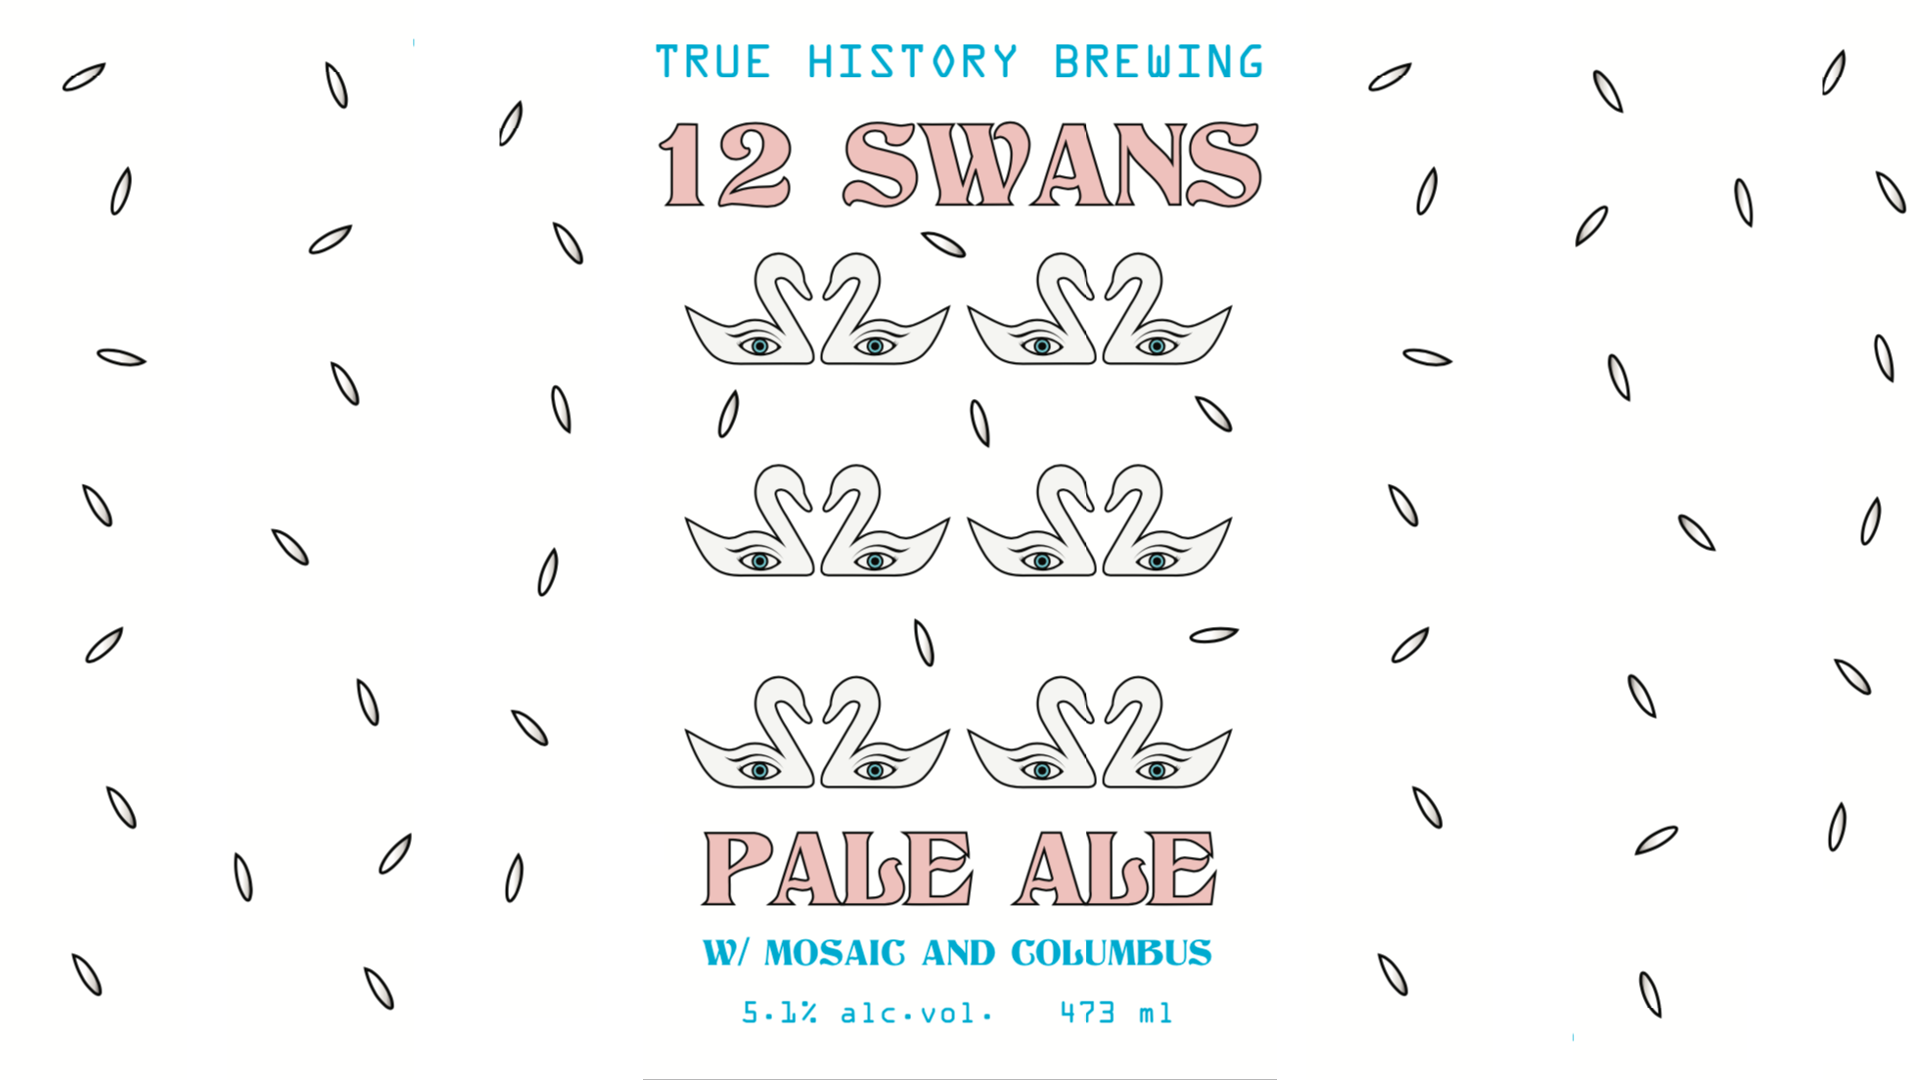 TRUE HISTORY BREWING
12 SWANS
PALE ALE
W/ MOSAIC AND COLUMBUS
5.1% alc.vol. 473 ml